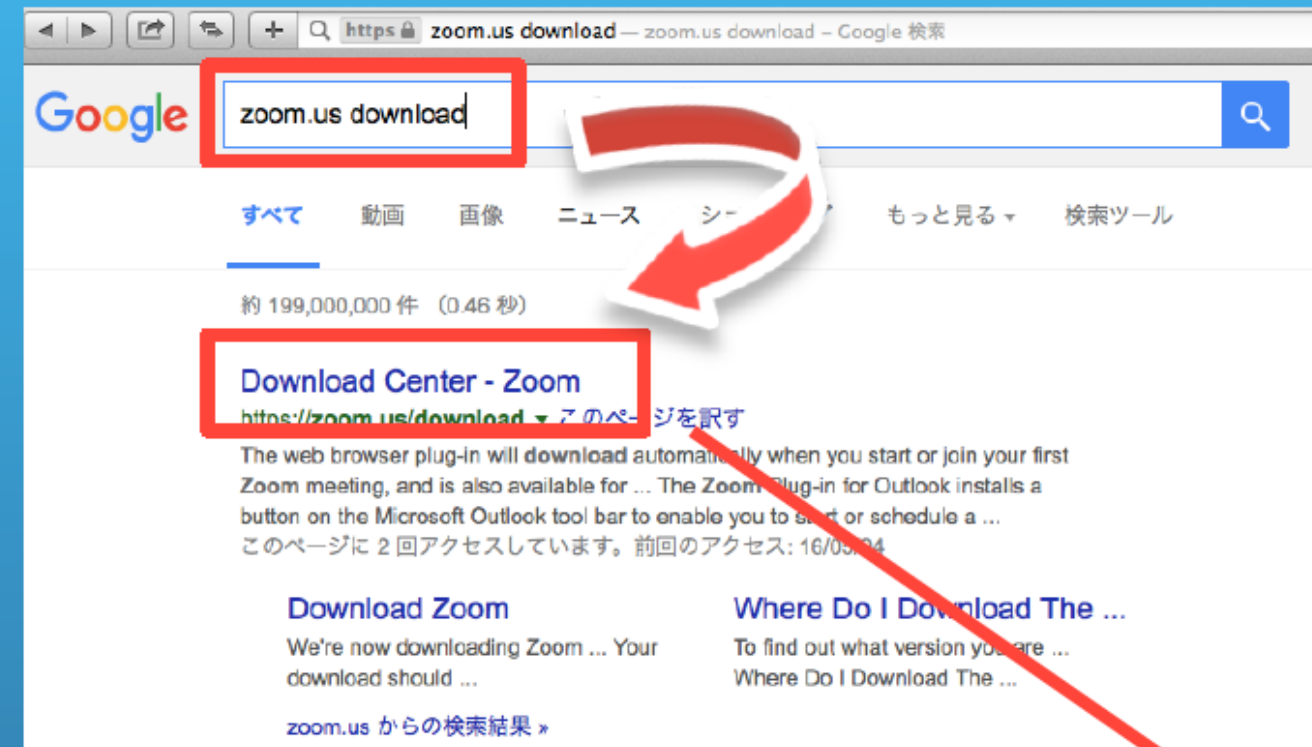 https zoom.us download — zoom.us download – Google 検索
Google zoom.us download
すべて 動画 画像 ニュース もっと見る 検索ツール
約 199,000,000 件 （0.46 秒）
Download Center - Zoom
https://zoom.us/download このページを訳す
The web browser plug-in will download automatically when you start or join your first
Zoom meeting, and is also available for ... The Zoom Plug-in for Outlook installs a
button on the Microsoft Outlook tool bar to enable you to start or schedule a ...
このページに 2 回アクセスしています。前回のアクセス: 16/05/04
Download Zoom
We're now downloading Zoom ... Your
download should ...
Where Do I Download The ...
To find out what version you are ...
Where Do I Download The ...
zoom.us からの検索結果 »